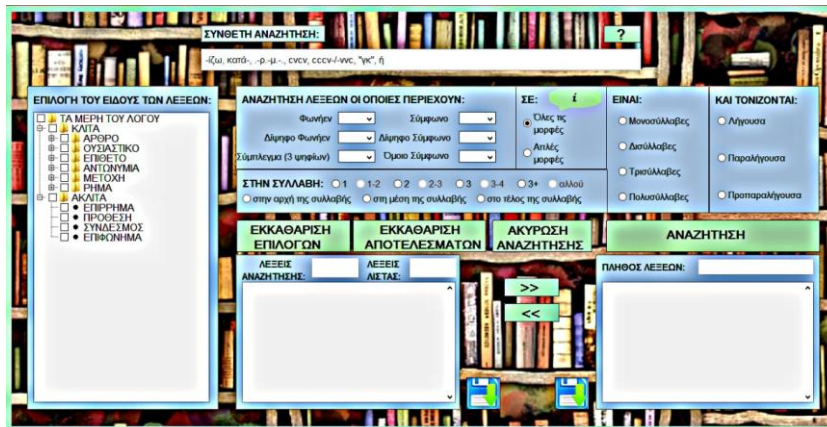 ΣΥΝΘΕΤΗ ΑΝΑΖΗΤΗΣΗ:
?
-ίζω, κατά-, .-ρ.-μ.-., cvcv, cccv-/-vvc, "γκ", ή
ΕΠΙΛΟΓΗ ΤΟΥ ΕΙΔΟΥΣ ΤΩΝ ΛΕΞΕΩΝ:
ΤΑ ΜΕΡΗ ΤΟΥ ΛΟΓΟΥ
ΚΛΙΤΑ
ΑΡΘΡΟ
ΟΥΣΙΑΣΤΙΚΟ
ΕΠΙΘΕΤΟ
ΑΝΤΩΝΥΜΙΑ
ΜΕΤΟΧΗ
ΡΗΜΑ
ΑΚΛΙΤΑ
ΕΠΙΡΡΗΜΑ
ΠΡΟΘΕΣΗ
ΣΥΝΔΕΣΜΟΣ
ΕΠΙΦΩΝΗΜΑ
ΑΝΑΖΗΤΗΣΗ ΛΕΞΕΩΝ ΟΙ ΟΠΟΙΕΣ ΠΕΡΙΕΧΟΥΝ:
Φωνήεν Σύμφωνο
Δίψηφο Φωνήεν Δίψηφο Σύμφωνο
Σύμπλεγμα (3 ψηφίων) Όμοιο Σύμφωνο
ΣΕ: i
Όλες τις
μορφές
Απλές
μορφές
ΕΙΝΑΙ:
Μονοσύλλαβες
Δισύλλαβες
Τρισύλλαβες
Πολυσύλλαβες
ΚΑΙ ΤΟΝΙΖΟΝΤΑΙ:
Λήγουσα
Παραλήγουσα
Προπαραλήγουσα
ΣΤΗΝ ΣΥΛΛΑΒΗ: 1 1-2 2 2-3 3 3-4 3+ αλλού
στην αρχή της συλλαβής στη μέση της συλλαβής στο τέλος της συλλαβής
ΕΚΚΑΘΑΡΙΣΗ
ΕΠΙΛΟΓΩΝ
ΕΚΚΑΘΑΡΙΣΗ
ΑΠΟΤΕΛΕΣΜΑΤΩΝ
ΑΚΥΡΩΣΗ
ΑΝΑΖΗΤΗΣΗΣ
ΑΝΑΖΗΤΗΣΗ
ΛΕΞΕΙΣ
ΑΝΑΖΗΤΗΣΗΣ:
ΛΕΞΕΙΣ
ΛΙΣΤΑΣ:
>>
<<
ΠΛΗΘΟΣ ΛΕΞΕΩΝ: